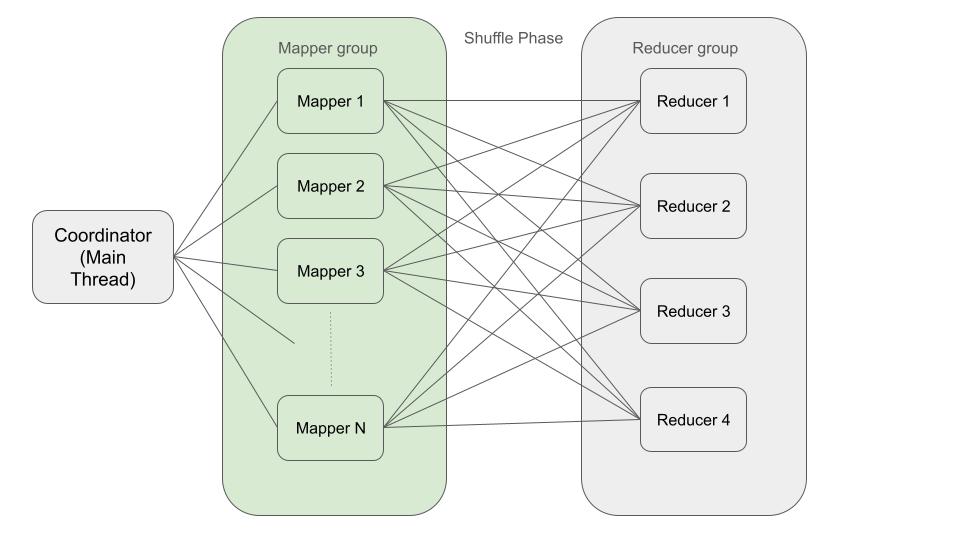 Mapper group
Shuffle Phase
Reducer group
Mapper 1
Reducer 1
Mapper 2
Reducer 2
Coordinator
(Main
Thread)
Mapper 3
Reducer 3
Mapper N
Reducer 4